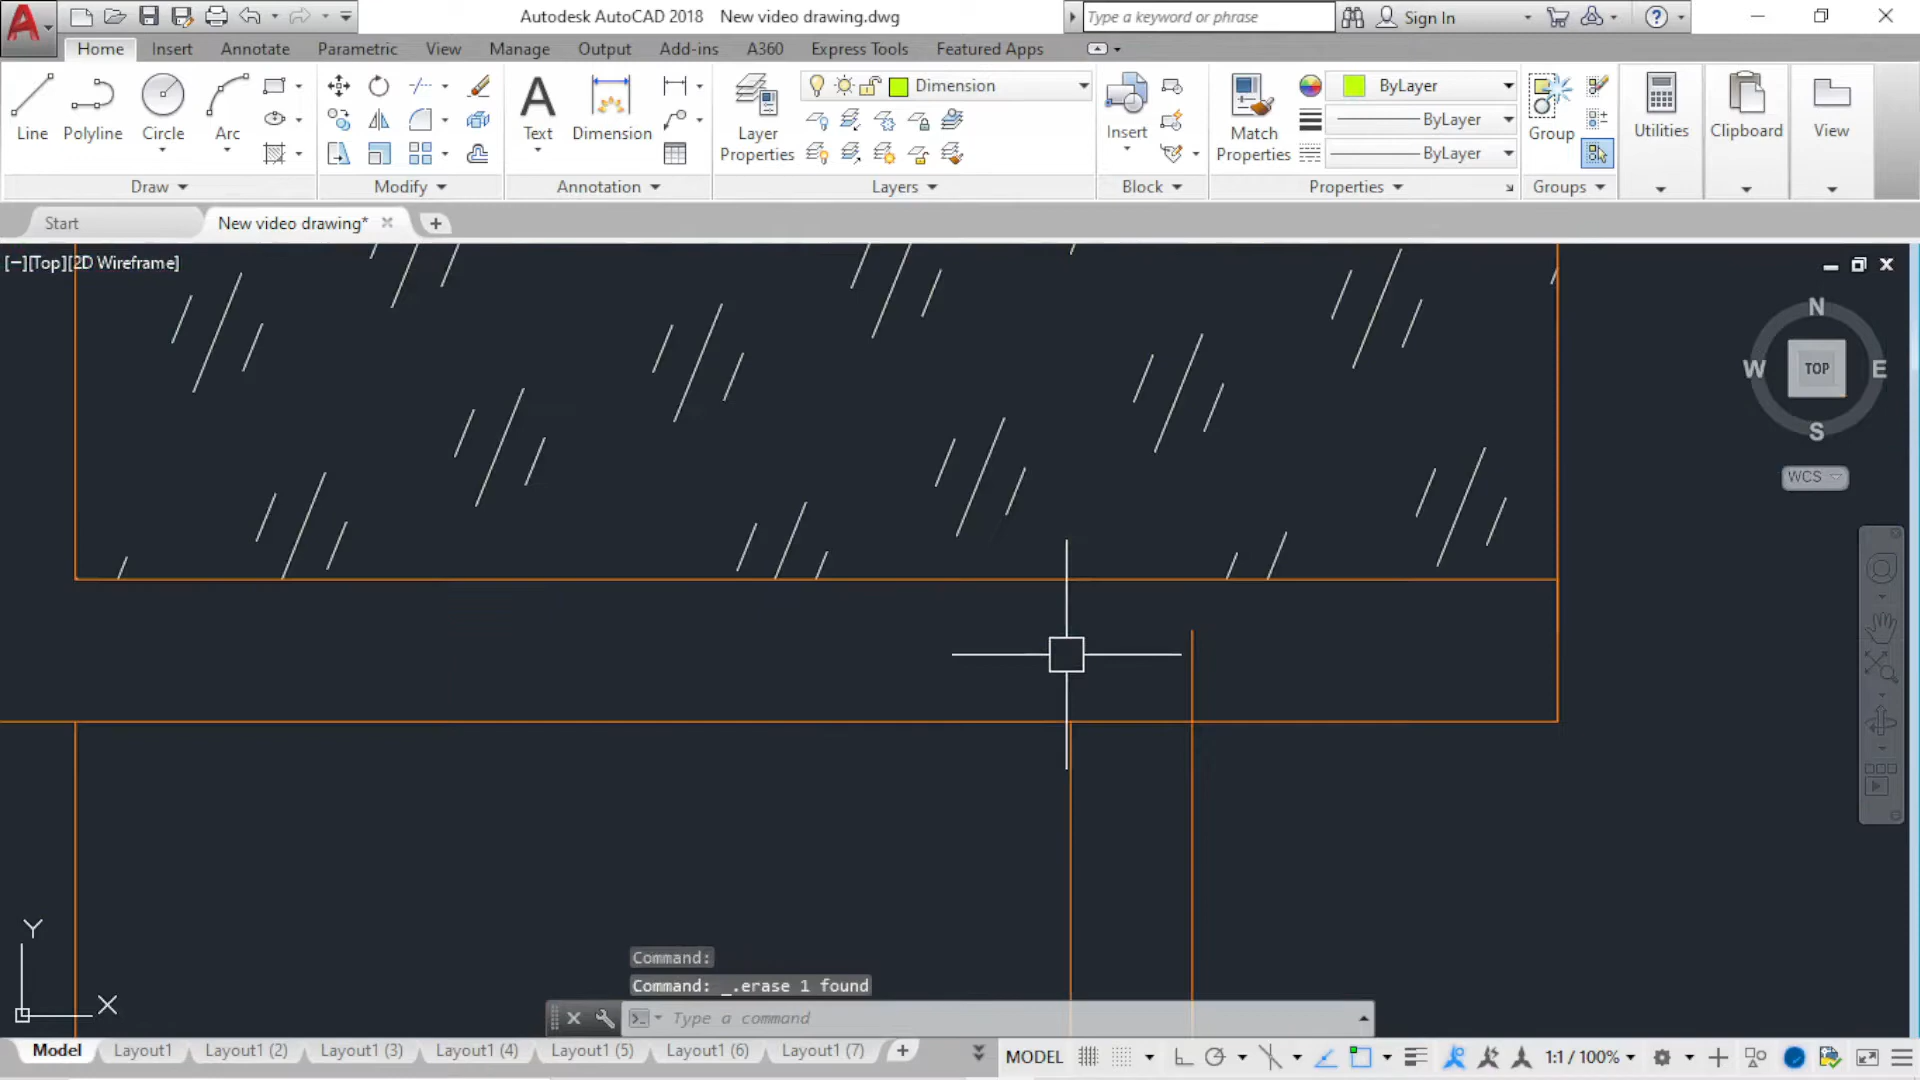 Autodesk AutoCAD 2018 New video drawing.dwg
Type a keyword or phrase
Sign In
Home Insert Annotate Parametric View Manage Output Add-ins A360 Express Tools Featured Apps
Line Polyline Circle Arc
Text Dimension
Layer Properties
Dimension
Insert
Match Properties
ByLayer
ByLayer
ByLayer
Group
Utilities Clipboard View
Draw Modify Annotation Layers Block Properties Groups
Start New video drawing*
[−][Top][2D Wireframe]
N
W TOP E
S
WCS
Y
X
Command:
Command: _.erase 1 found
Type a command
Model Layout1 Layout1 (2) Layout1 (3) Layout1 (4) Layout1 (5) Layout1 (6) Layout1 (7) MODEL 1:1 / 100%